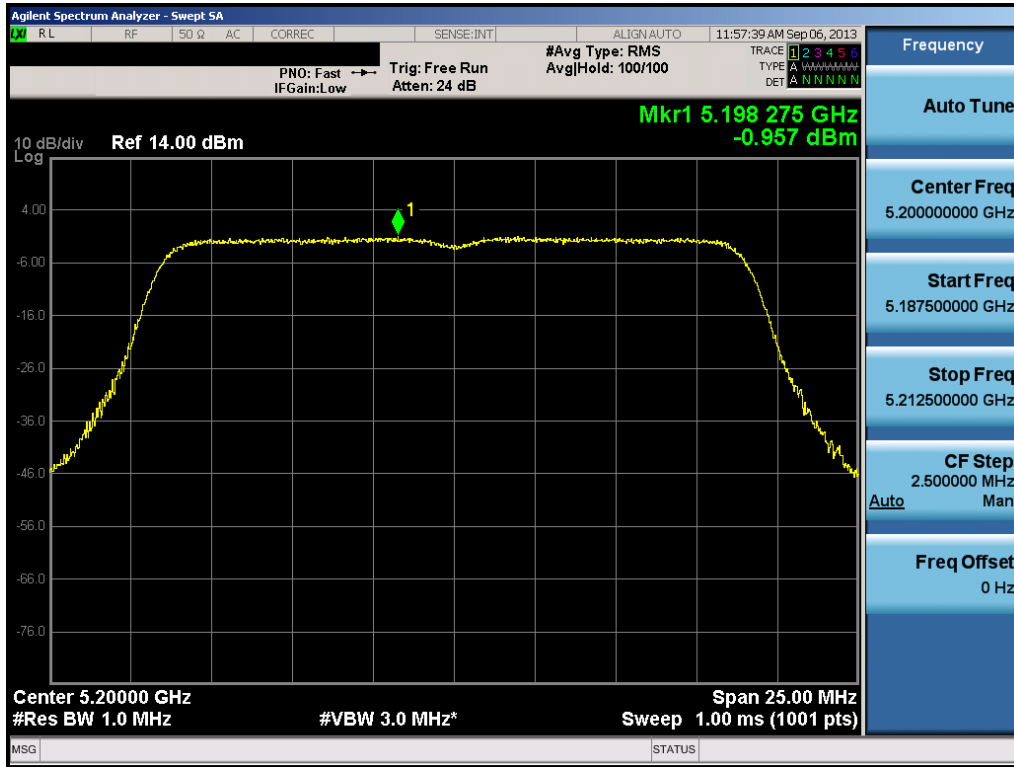 Agilent Spectrum Analyzer - Swept SA
LXI RL RF 50 Ω AC CORREC SENSE:INT ALIGN AUTO 11:57:39 AM Sep 06, 2013
PNO: Fast
IFGain:Low
Trig: Free Run
Atten: 24 dB
#Avg Type: RMS
Avg|Hold: 100/100
TRACE 1 2 3 4 5 6
TYPE A WWWWW
DET A N N N N N
Mkr1 5.198 275 GHz
-0.957 dBm
10 dB/div Ref 14.00 dBm
Log
1
4.00
-6.00
-16.0
-26.0
-36.0
-46.0
-56.0
-66.0
-76.0
Center 5.20000 GHz Span 25.00 MHz
#Res BW 1.0 MHz #VBW 3.0 MHz* Sweep 1.00 ms (1001 pts)
MSG STATUS
Frequency
Auto Tune
Center Freq
5.200000000 GHz
Start Freq
5.187500000 GHz
Stop Freq
5.212500000 GHz
CF Step
2.500000 MHz
Auto Man
Freq Offset
0 Hz